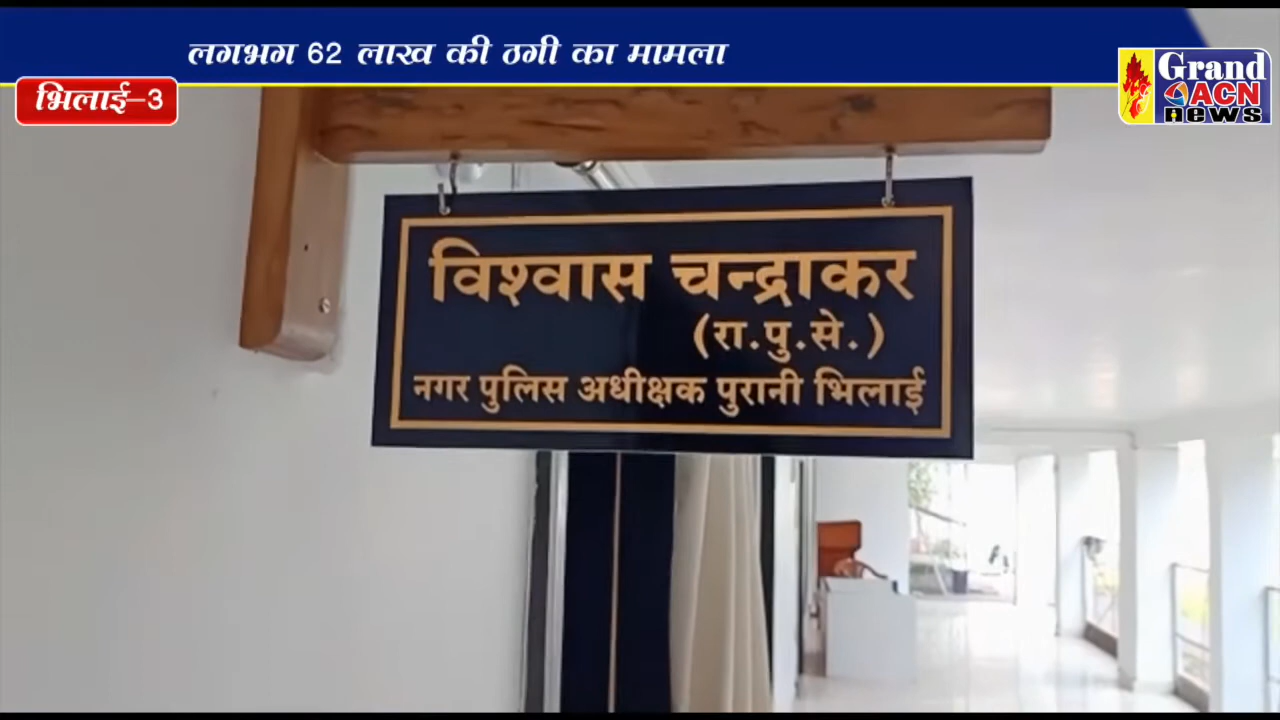 लगभग 62 लाख की ठगी का मामला
भिलाई-3
Grand
ACN
news
विश्वास चन्द्राकर
(रा.पु.से.)
नगर पुलिस अधीक्षक पुरानी भिलाई